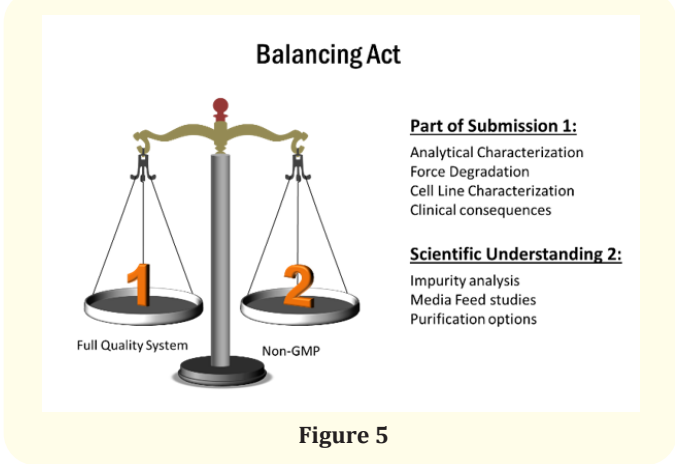 Balancing Act
1
2
Full Quality System
Non-GMP
Part of Submission 1:
Analytical Characterization
Force Degradation
Cell Line Characterization
Clinical consequences
Scientific Understanding 2:
Impurity analysis
Media Feed studies
Purification options
Figure 5